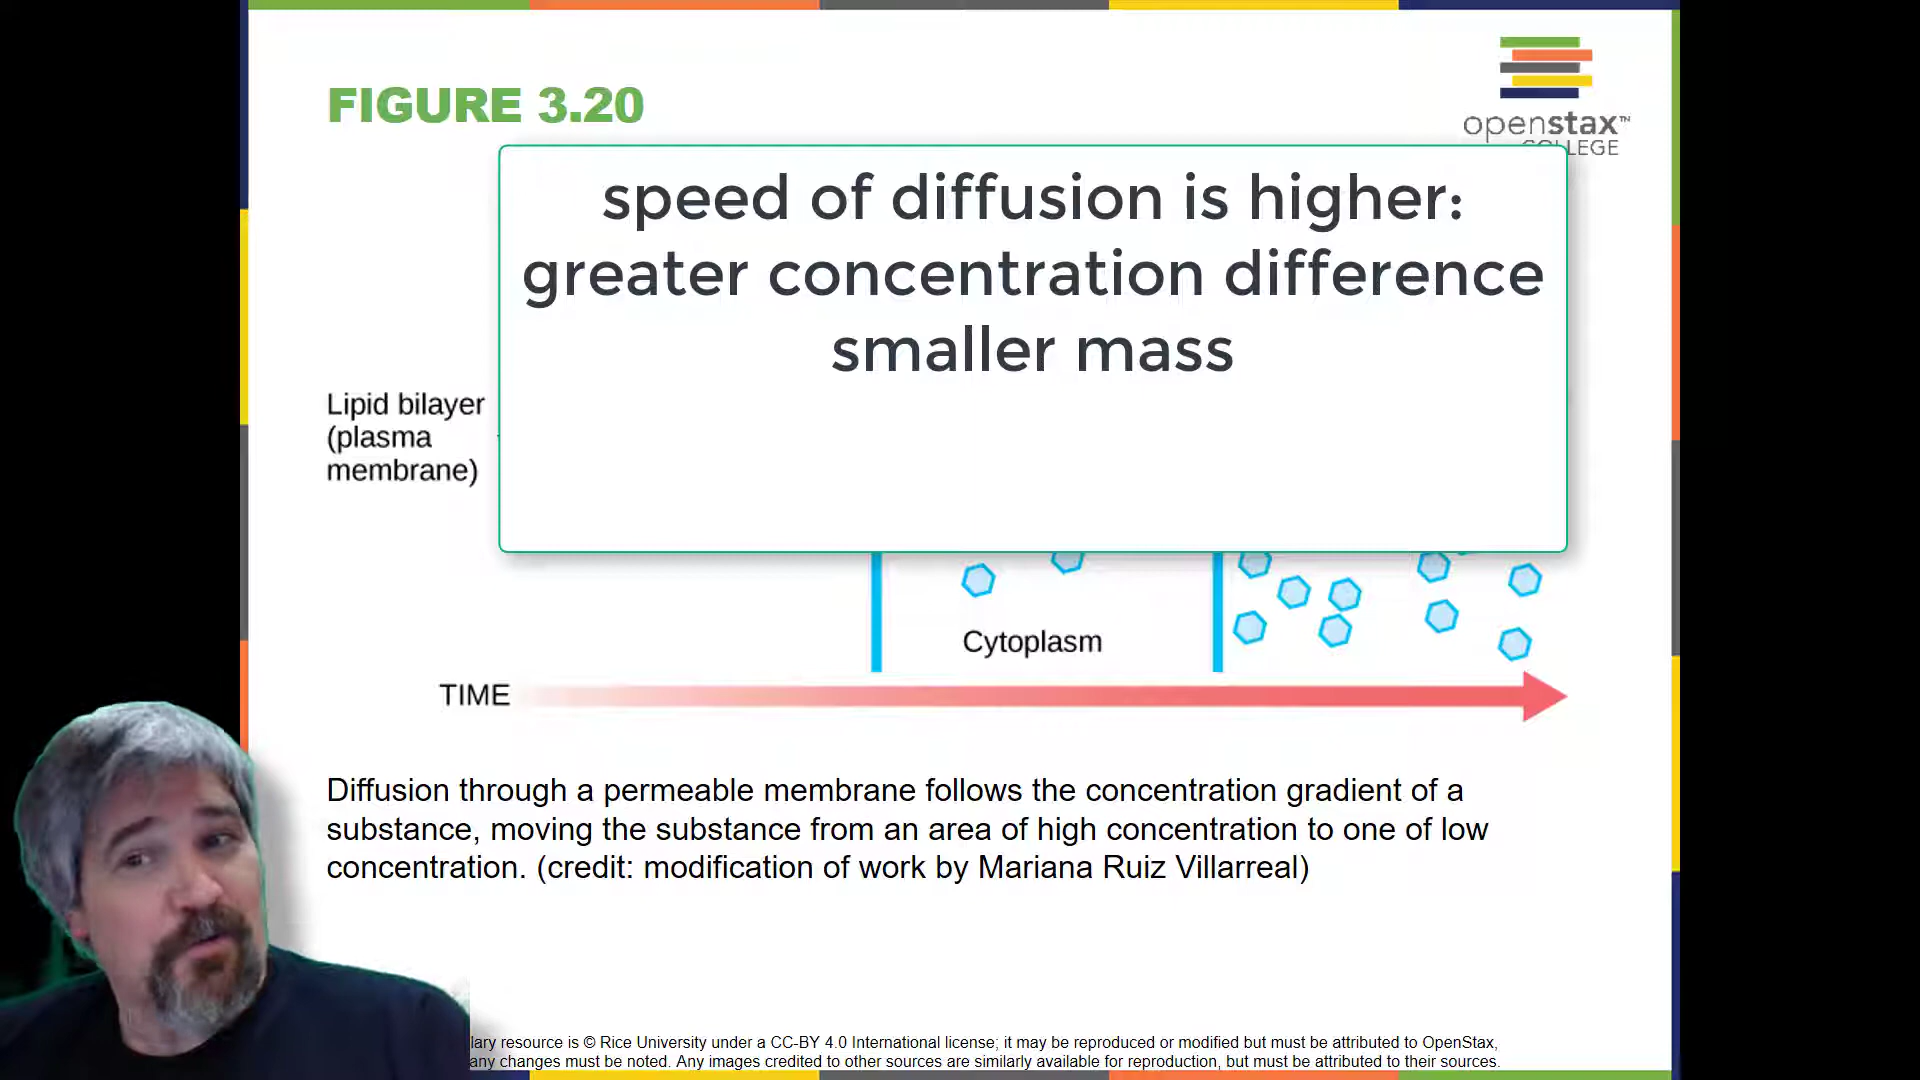 FIGURE 3.20
openstax™
COLLEGE
speed of diffusion is higher:
greater concentration difference
smaller mass
Lipid bilayer
(plasma
membrane)
Cytoplasm
TIME
Diffusion through a permeable membrane follows the concentration gradient of a
substance, moving the substance from an area of high concentration to one of low
concentration. (credit: modification of work by Mariana Ruiz Villarreal)
resource is © Rice University under a CC-BY 4.0 International license; it may be reproduced or modified but must be attributed to OpenStax,
any changes must be noted. Any images credited to other sources are similarly available for reproduction, but must be attributed to their sources.